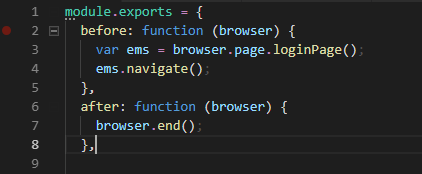 1 module.exports = {
2   before: function (browser) {
3     var ems = browser.page.loginPage();
4     ems.navigate();
5   },
6   after: function (browser) {
7     browser.end();
8   },
9